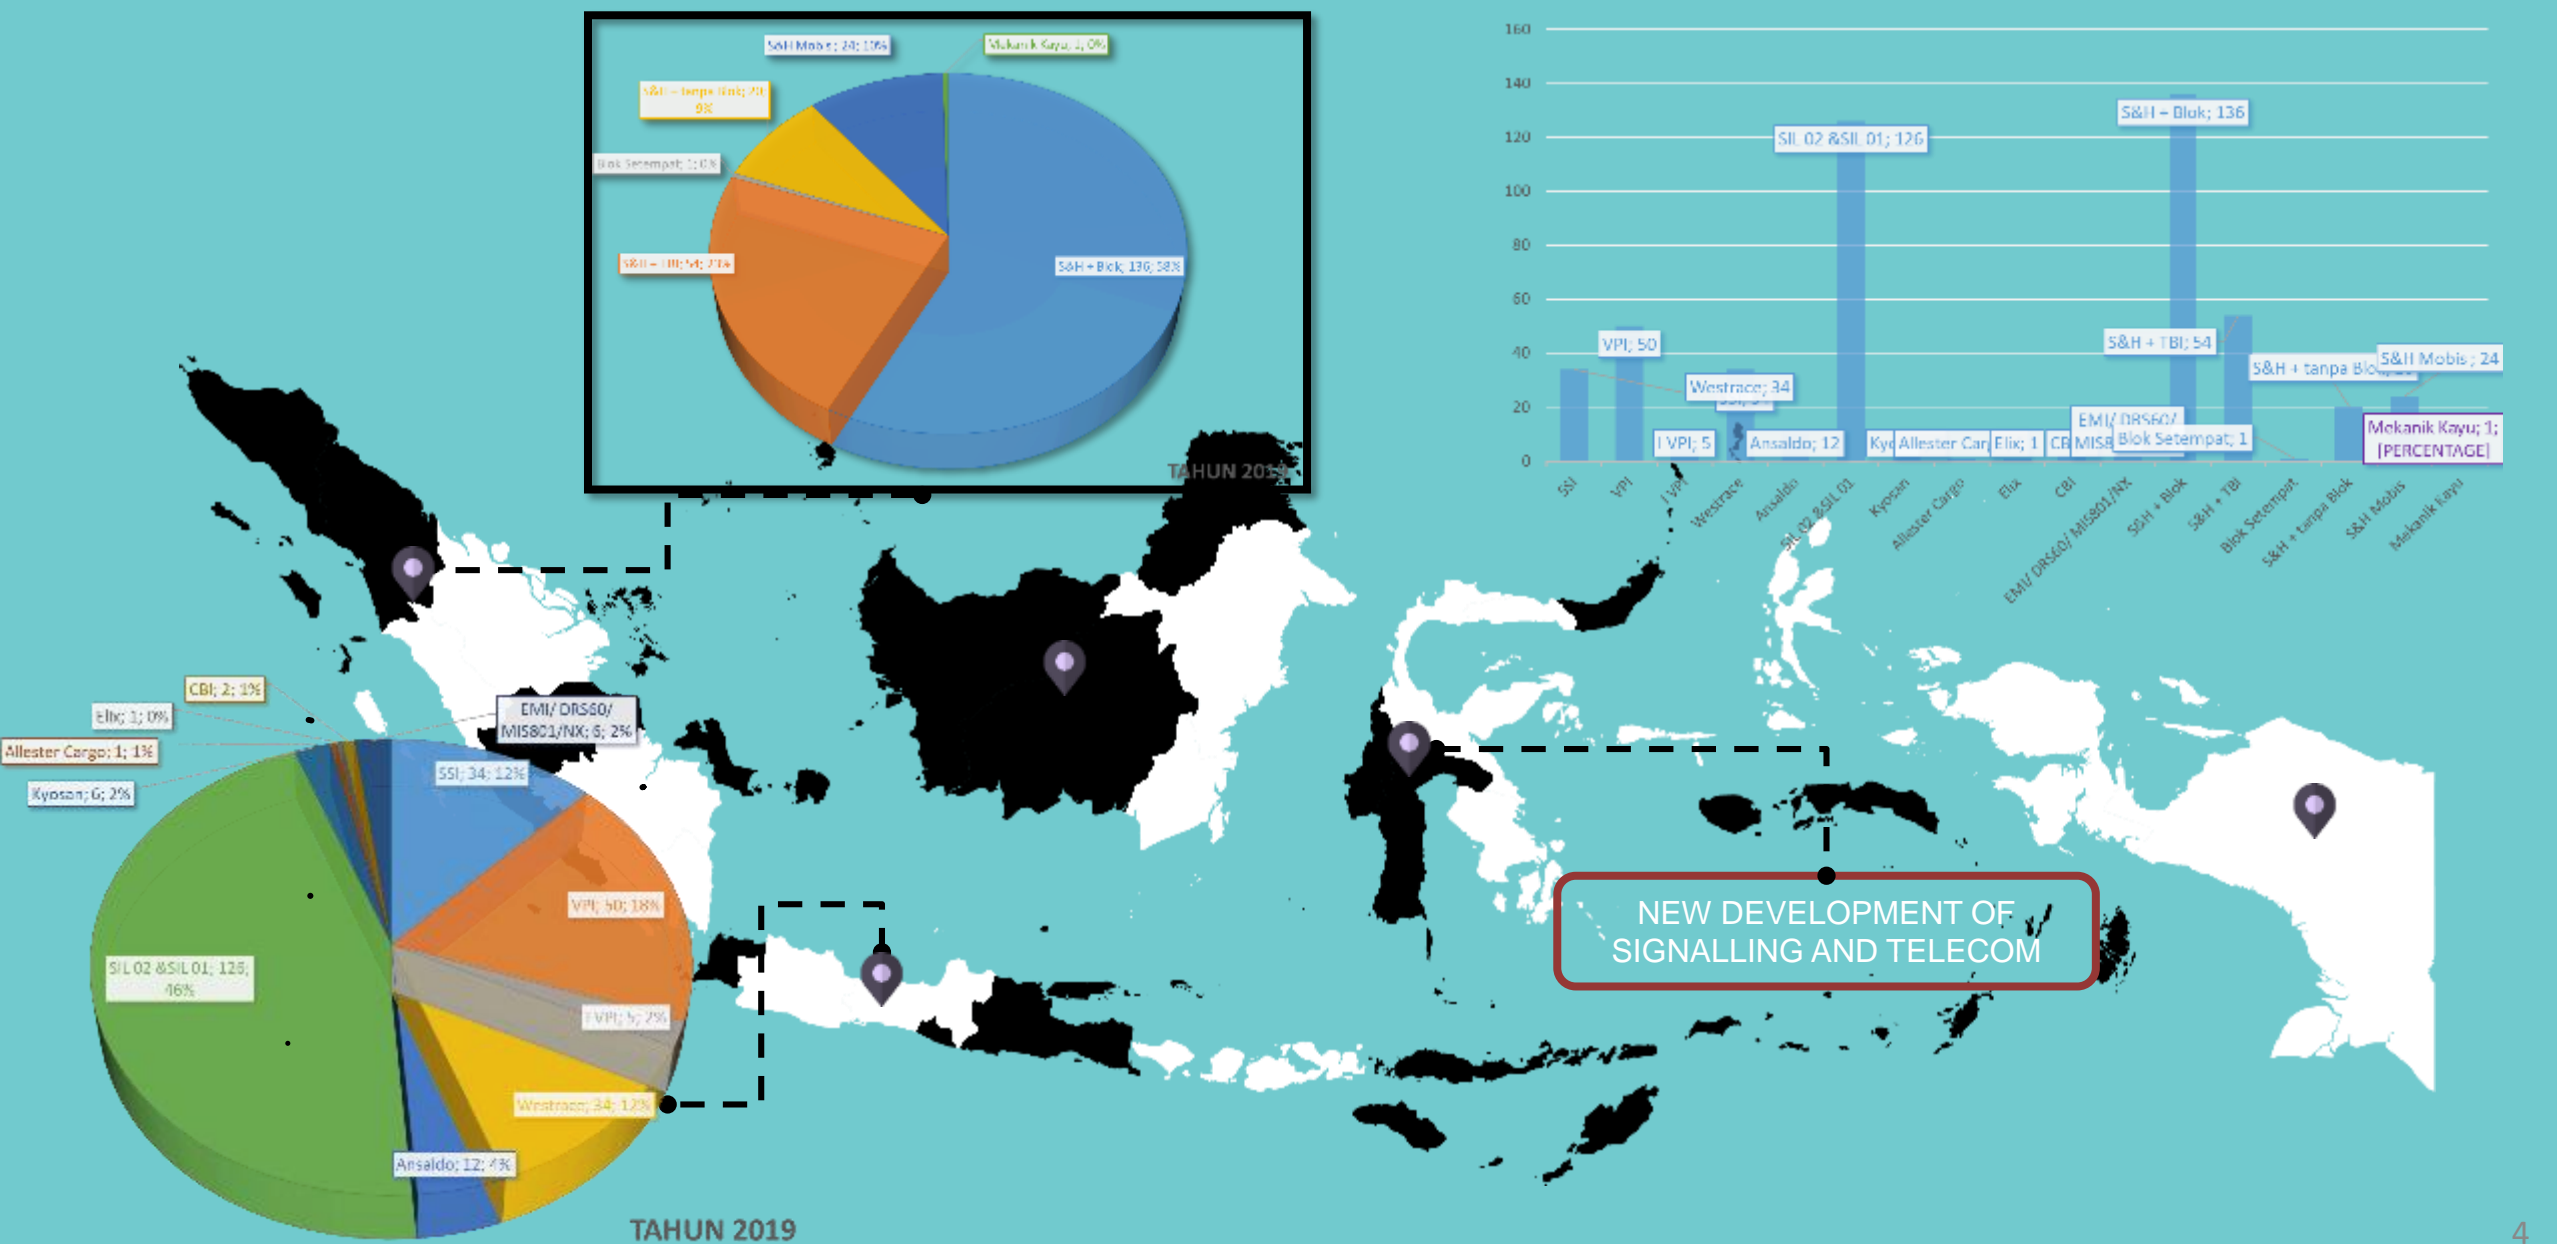 S&H Mobis ; 24; 10%
Mekanik Kayu; 1; 0%
S&H + tanpa Blok; 20;
9%
Blok Setempat; 1; 0%
S&H + TBI; 54; 23%
S&H + Blok; 136; 58%
TAHUN 2019
160
140
120
100
80
60
40
20
0
SIL 02 &SIL 01; 126
S&H + Blok; 136
VPI; 50
S&H + TBI; 54
S&H Mobis ; 24
S&H + tanpa Blok;
Westrace; 34
I VPI; 5
Ansaldo; 12
Allester Car
Elix; 1
EMI/ DRS60/
Blok Setempat; 1
Mekanik Kayu; 1;
[PERCENTAGE]
SSI
VPI
I VPI
Westrace
Ansaldo
SIL 02 &SIL 01
Kyosan
Allester Cargo
Elix
CBI
EMI/ DRS60/ MIS801/NX
S&H + Blok
S&H + TBI
Blok Setempat
S&H + tanpa Blok
S&H Mobis
Mekanik Kayu
CBI; 2; 1%
Elix; 1; 0%
Allester Cargo; 1; 1%
Kyosan; 6; 2%
EMI/ DRS60/
MIS801/NX; 6; 2%
SSI; 34; 12%
VPI; 50; 18%
SIL 02 &SIL 01; 126;
46%
I VPI; 5; 2%
Westrace; 34; 12%
Ansaldo; 12; 4%
TAHUN 2019
NEW DEVELOPMENT OF
SIGNALLING AND TELECOM
4